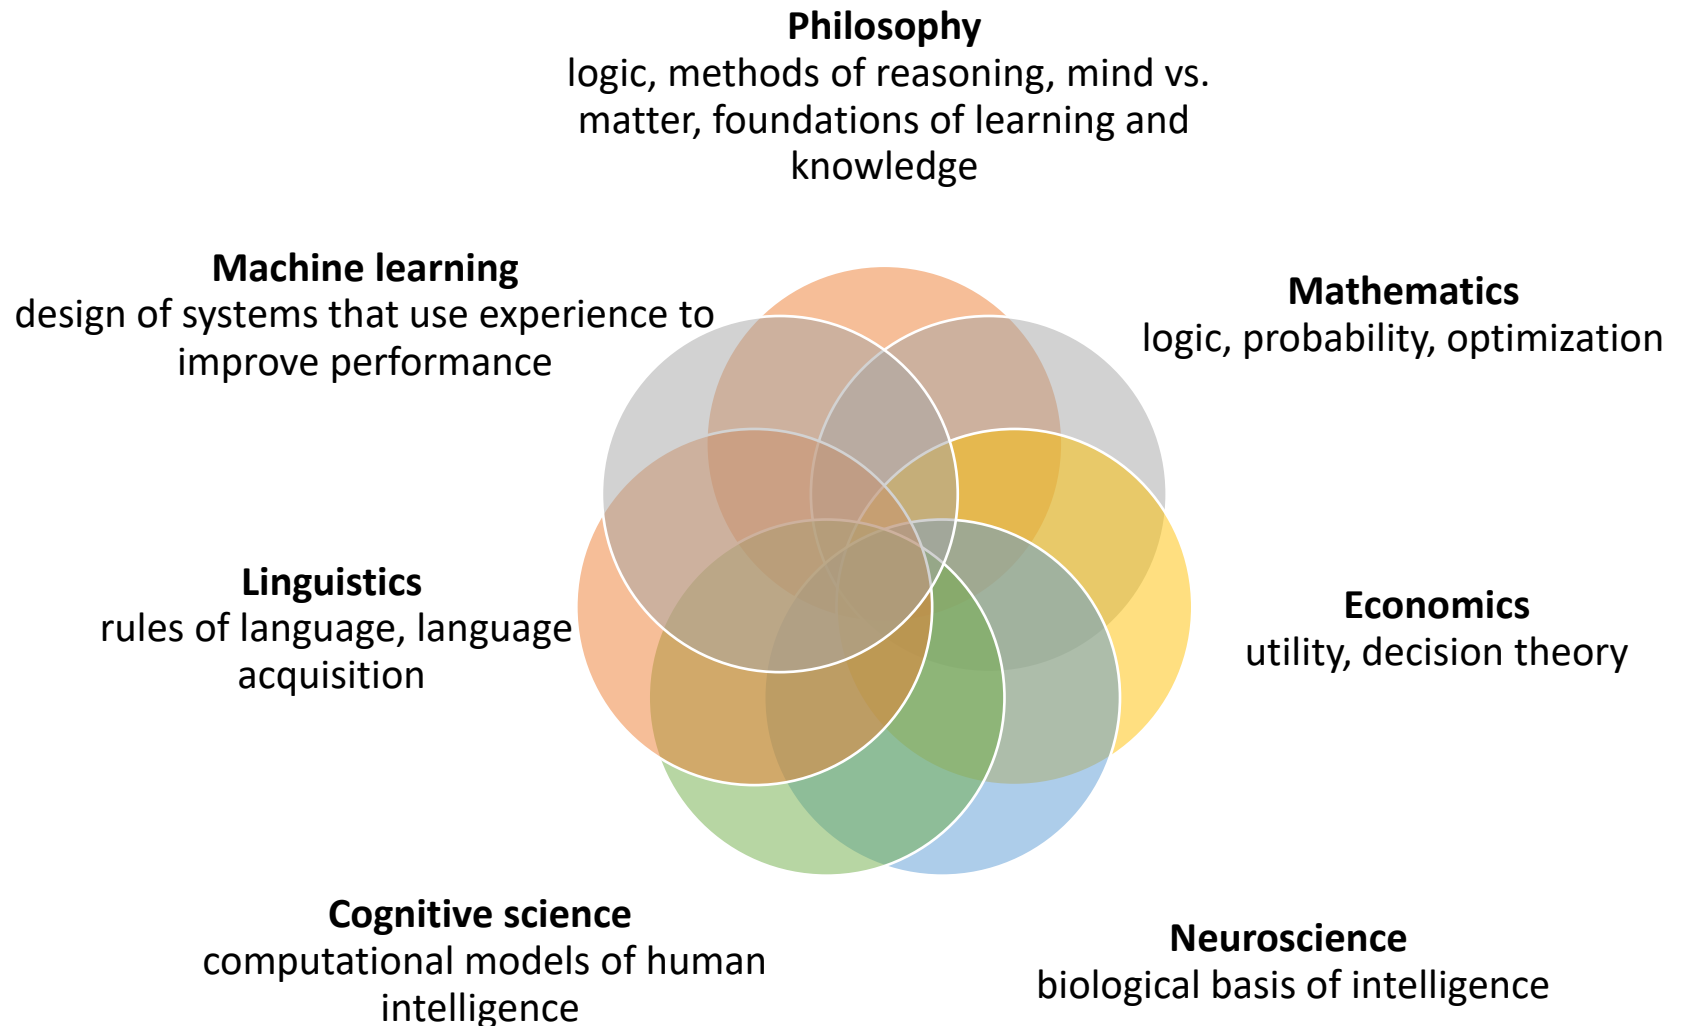 Philosophy
logic, methods of reasoning, mind vs.
matter, foundations of learning and
knowledge
Machine learning
design of systems that use experience to
improve performance
Mathematics
logic, probability, optimization
Linguistics
rules of language, language
acquisition
Economics
utility, decision theory
Cognitive science
computational models of human
intelligence
Neuroscience
biological basis of intelligence